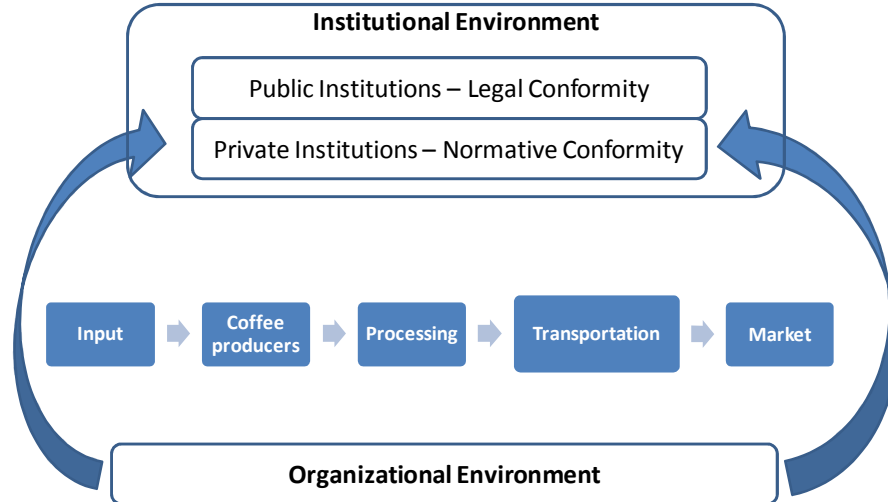 Institutional Environment
Public Institutions – Legal Conformity
Private Institutions – Normative Conformity
Input
Coffee
producers
Processing
Transportation
Market
Organizational Environment